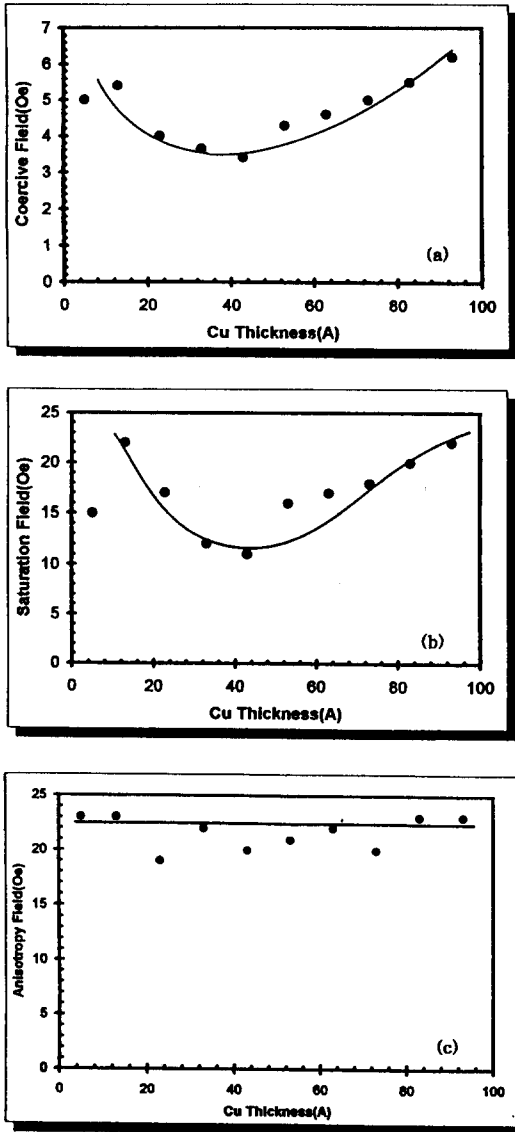 7
6
5
4
3
2
1
0
Coercive Field(Oe)
(a)
0 20 40 60 80 100
Cu Thickness(A)
25
20
15
10
5
0
Saturation Field(Oe)
(b)
0 20 40 60 80 100
Cu Thickness(A)
25
20
15
10
5
0
Anisotropy Field(Oe)
(c)
0 20 40 60 80 100
Cu Thickness(A)